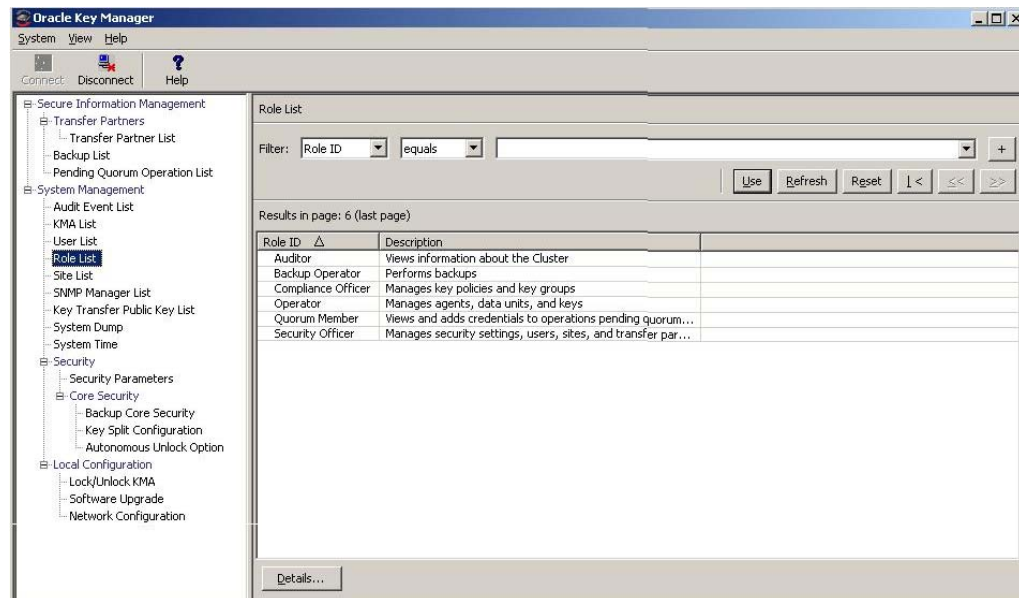 Oracle Key Manager
System View Help
Connect Disconnect Help
Secure Information Management
Transfer Partners
Transfer Partner List
Backup List
Pending Quorum Operation List
System Management
Audit Event List
KMA List
User List
Role List
Site List
SNMP Manager List
Key Transfer Public Key List
System Dump
System Time
Security
Security Parameters
Core Security
Backup Core Security
Key Split Configuration
Autonomous Unlock Option
Local Configuration
Lock/Unlock KMA
Software Upgrade
Network Configuration
Role List
Filter: Role ID equals +
Use Refresh Reset |< << >>
Results in page: 6 (last page)
Role ID Description
Auditor Views information about the Cluster
Backup Operator Performs backups
Compliance Officer Manages key policies and key groups
Operator Manages agents, data units, and keys
Quorum Member Views and adds credentials to operations pending quorum...
Security Officer Manages security settings, users, sites, and transfer par...
Details...